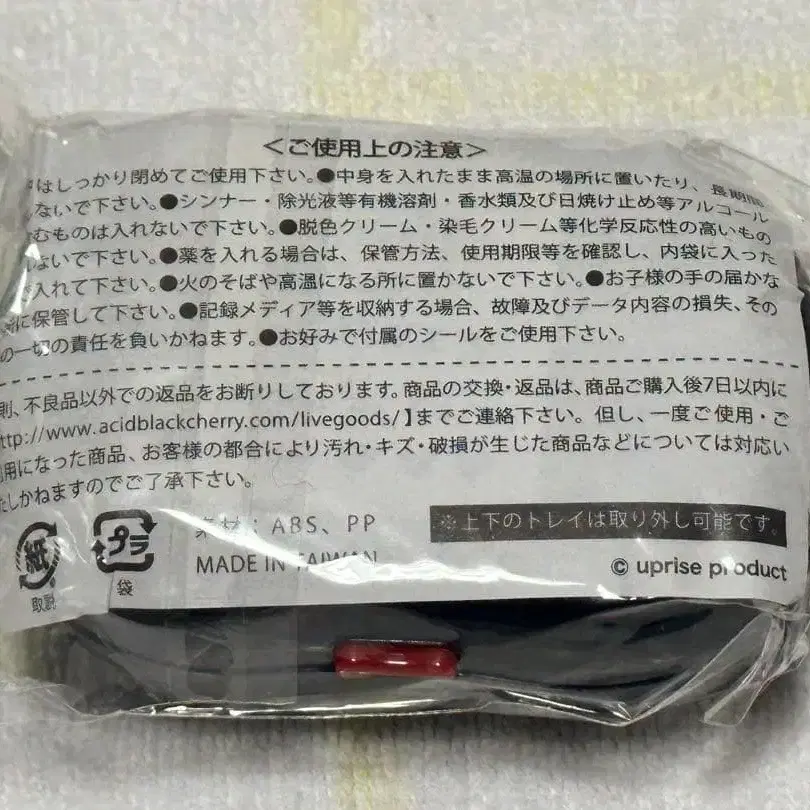 ＜ご使用上の注意＞
はしっかり閉めてご使用下さい。●中身を入れたまま高温の場所に置いたり、長期間
ないで下さい。●シンナー・除光液等有機溶剤・香水類及び日焼け止め等アルコール
むものは入れないで下さい。●脱色クリーム・染毛クリーム等化学反応性の高いもの
ないで下さい。●薬を入れる場合は、保管方法、使用期限等を確認し、内袋に入った
で入れて下さい。●火のそばや高温になる所に置かないで下さい。●お子様の手の届かな
に保管して下さい。●記録メディア等を収納する場合、故障及びデータ内容の損失、その
の一切の責任を負いかねます。●お好みで付属のシールをご使用下さい。
則、不良品以外での返品をお断りしております。商品の交換・返品は、商品ご購入後7日以内に
ttp://www.acidblackcherry.com/livegoods/】までご連絡下さい。但し、一度ご使用・ご
用になった商品、お客様の都合により汚れ・キズ・破損が生じた商品などについては対応い
たしかねますのでご了承下さい。
紙
取説
プラ
袋
素材：ABS、PP
MADE IN TAIWAN
※上下のトレイは取り外し可能です。
© uprise product